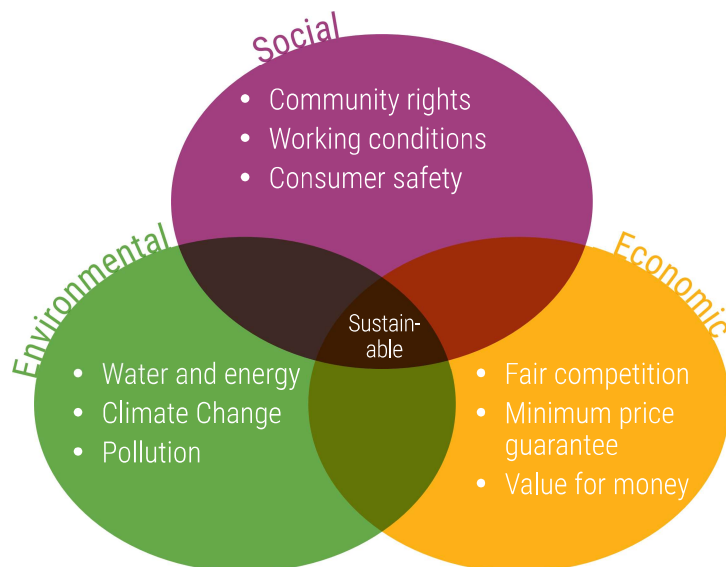 Social
• Community rights
• Working conditions
• Consumer safety
Environmental
• Water and energy
• Climate Change
• Pollution
Sustain-
able
Economic
• Fair competition
• Minimum price
guarantee
• Value for money